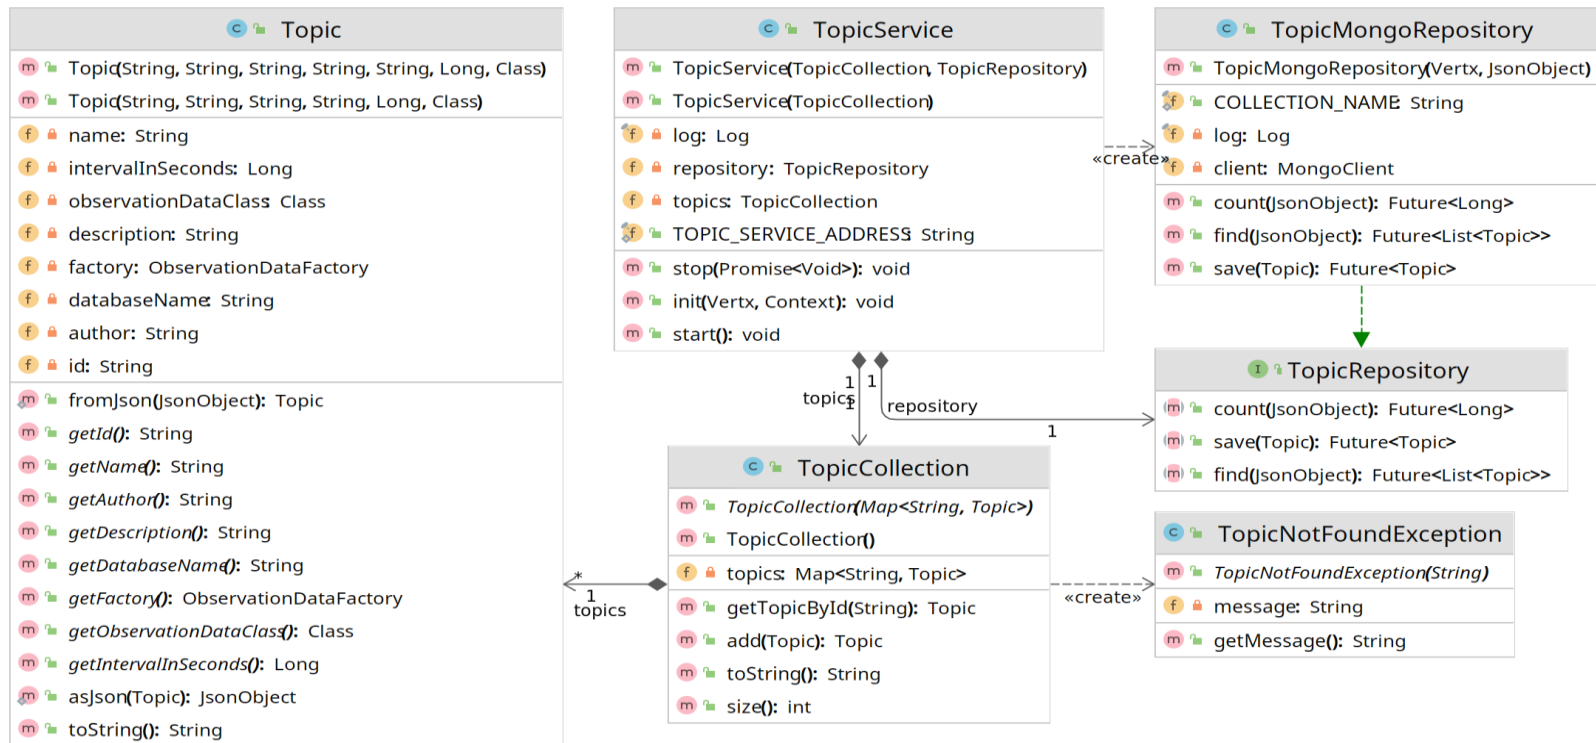 Topic
Topic(String, String, String, String, String, Long, Class)
Topic(String, String, String, String, Long, Class)
name: String
intervalInSeconds: Long
observationDataClass: Class
description: String
factory: ObservationDataFactory
databaseName: String
author: String
id: String
fromJson(JsonObject): Topic
getId(): String
getName(): String
getAuthor(): String
getDescription(): String
getDatabaseName(): String
getFactory(): ObservationDataFactory
getObservationDataClass(): Class
getIntervalInSeconds(): Long
asJson(Topic): JsonObject
toString(): String
TopicService
TopicService(TopicCollection, TopicRepository)
TopicService(TopicCollection)
log: Log
repository: TopicRepository
topics: TopicCollection
TOPIC_SERVICE_ADDRESS: String
stop(Promise<Void>): void
init(Vertx, Context): void
start(): void
«create»
TopicMongoRepository
TopicMongoRepository(Vertx, JsonObject)
COLLECTION_NAME: String
log: Log
client: MongoClient
count(JsonObject): Future<Long>
find(JsonObject): Future<List<Topic>>
save(Topic): Future<Topic>
1
topics
1
1
repository
1
TopicRepository
count(JsonObject): Future<Long>
save(Topic): Future<Topic>
find(JsonObject): Future<List<Topic>>
TopicCollection
TopicCollection(Map<String, Topic>)
TopicCollection()
topics: Map<String, Topic>
getTopicById(String): Topic
add(Topic): Topic
toString(): String
size(): int
*
1
topics
«create»
TopicNotFoundException
TopicNotFoundException(String)
message: String
getMessage(): String